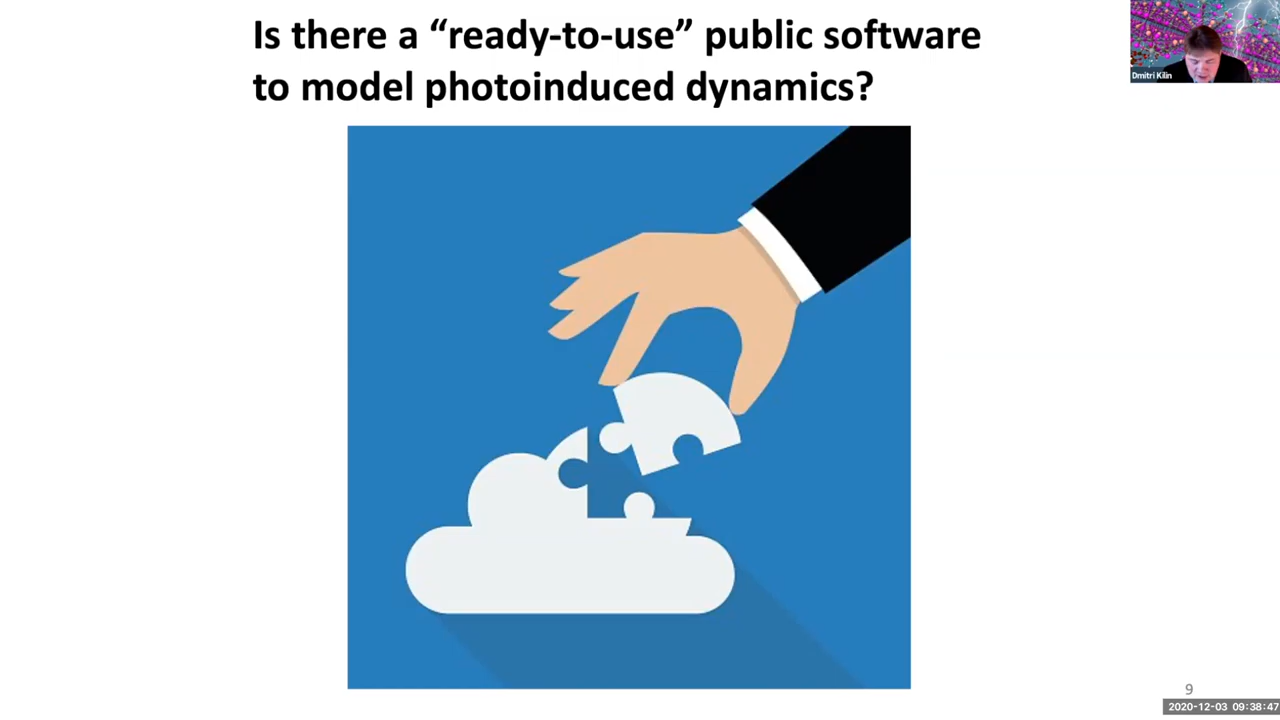 Is there a “ready-to-use” public software
to model photoinduced dynamics?
Dmitri Kilin
9
2020-12-03 09:38:47